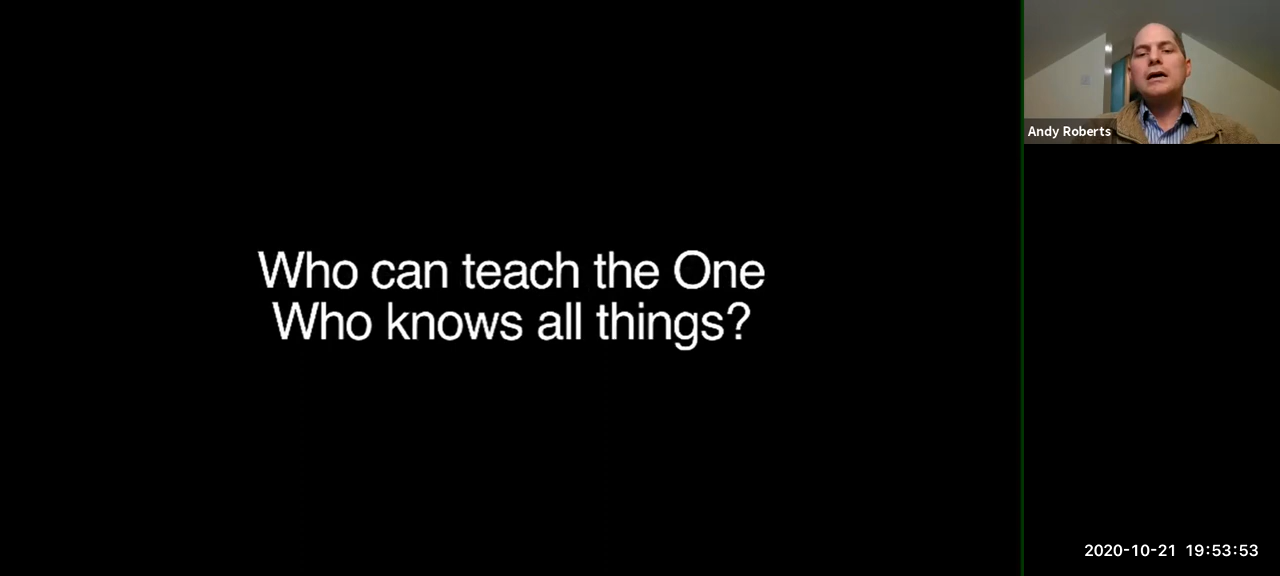 Who can teach the One
Who knows all things?
Andy Roberts
2020-10-21 19:53:53